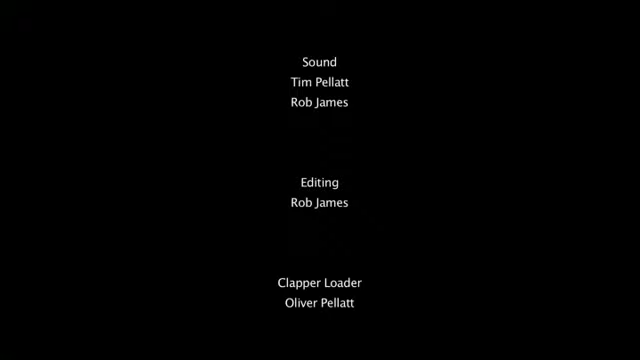 Sound
Tim Pellatt
Rob James
Editing
Rob James
Clapper Loader
Oliver Pellatt